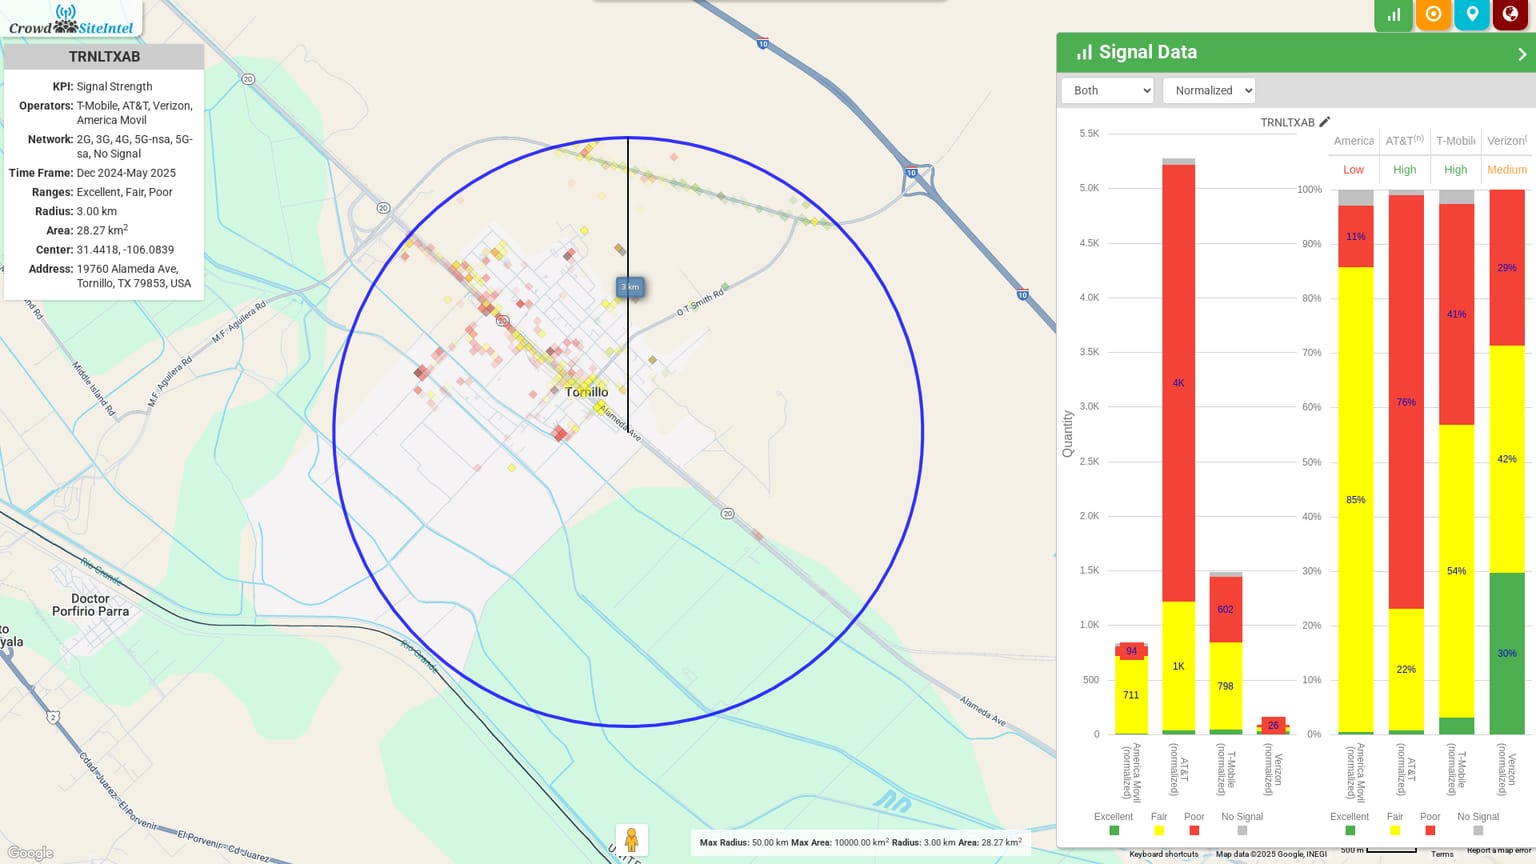 CrowdSiteIntel
TRNLTXAB
KPI: Signal Strength
Operators: T-Mobile, AT&T, Verizon,
America Movil
Network: 2G, 3G, 4G, 5G-nsa, 5G-
sa, No Signal
Time Frame: Dec 2024-May 2025
Ranges: Excellent, Fair, Poor
Radius: 3.00 km
Area: 28.27 km²
Center: 31.4418, -106.0839
Address: 19760 Alameda Ave,
Tornillo, TX 79853, USA
10
20
20
10
10
3 km
O T Smith Rd
20
M.F. Aguilera Rd
M.F. Aguilera Rd
Middle Island Rd
nd Rd
Tornillo
Alameda Ave
20
Rio Grande
Doctor
Porfirio Parra
to
yala
Rio Grande
2
Alameda Ave
Cdad. Juarez-El Porvenir
El Porvenir-Cd Juarez
UNITE
Google
Max Radius: 50.00 km Max Area: 10000.00 km² Radius: 3.00 km Area: 28.27 km²
Signal Data
Both
Normalized
TRNLTXAB
5.5K
5.0K
4.5K
4.0K
3.5K
3.0K
2.5K
2.0K
1.5K
1.0K
500
0
Quantity
94
711
4K
1K
602
798
26
America Movil
(normalized)
AT&T
(normalized)
T-Mobile
(normalized)
Verizon
(normalized)
Excellent
Fair
Poor
No Signal
America
AT&T(n)
T-Mobile
Verizon(
Low
High
High
Medium
100%
90%
80%
70%
60%
50%
40%
30%
20%
10%
0%
11%
85%
76%
22%
41%
54%
29%
42%
30%
America Movil
(normalized)
AT&T
(normalized)
T-Mobile
(normalized)
Verizon
(normalized)
Excellent
Fair
Poor
No Signal
Keyboard shortcuts
Map data ©2025 Google, INEGI
500 m
Terms
Report a map error